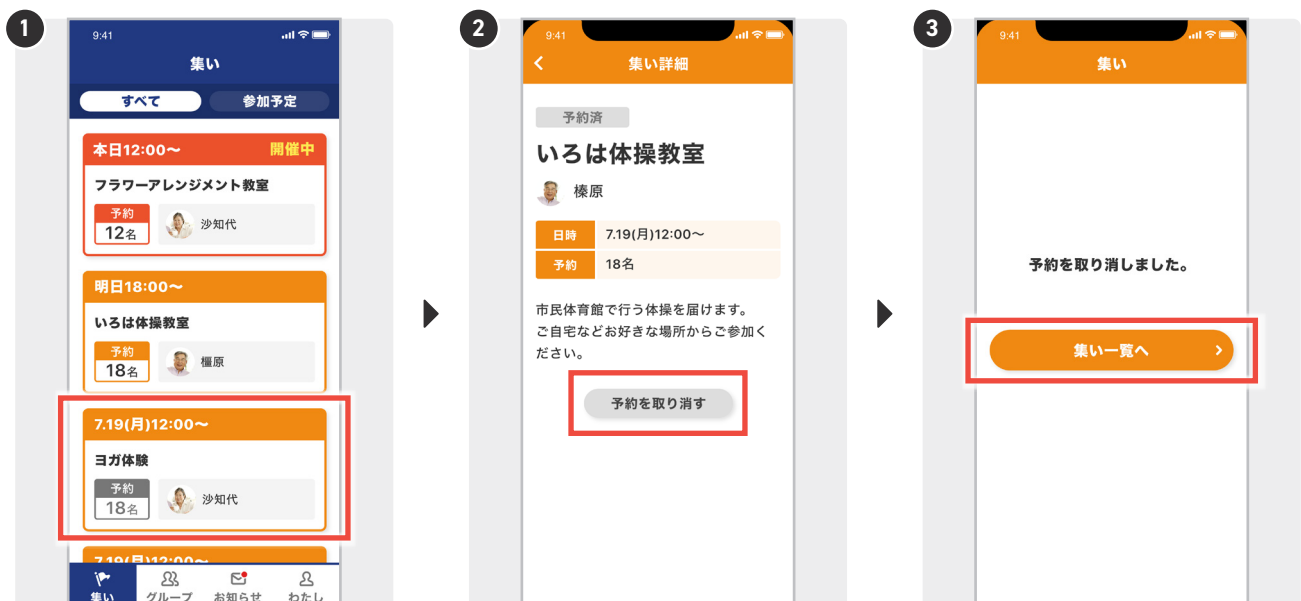 1
9:41
集い
すべて
参加予定
本日12:00〜
開催中
フラワーアレンジメント教室
予約
12名
沙知代
明日18:00〜
いろは体操教室
予約
18名
橿原
7.19(月)12:00〜
ヨガ体験
予約
18名
沙知代
7.19(月)12:00〜
集い
グループ
お知らせ
わたし
2
9:41
集い詳細
予約済
いろは体操教室
榛原
日時
7.19(月)12:00〜
予約
18名
市民体育館で行う体操を届けます。
ご自宅などお好きな場所からご参加く
ださい。
予約を取り消す
3
9:41
集い
予約を取り消しました。
集い一覧へ